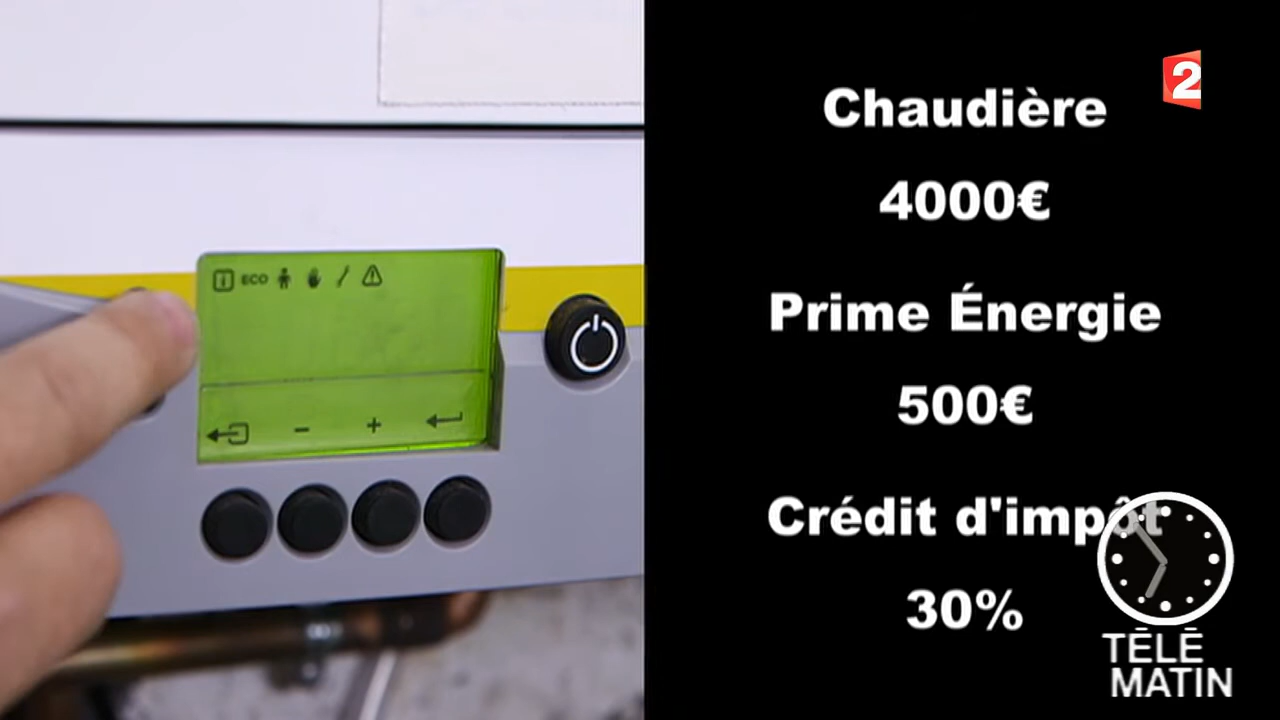 2
Chaudière
4000€
Prime Énergie
500€
Crédit d'impôt
30%
ECO
- +
TÉLÉ
MATIN